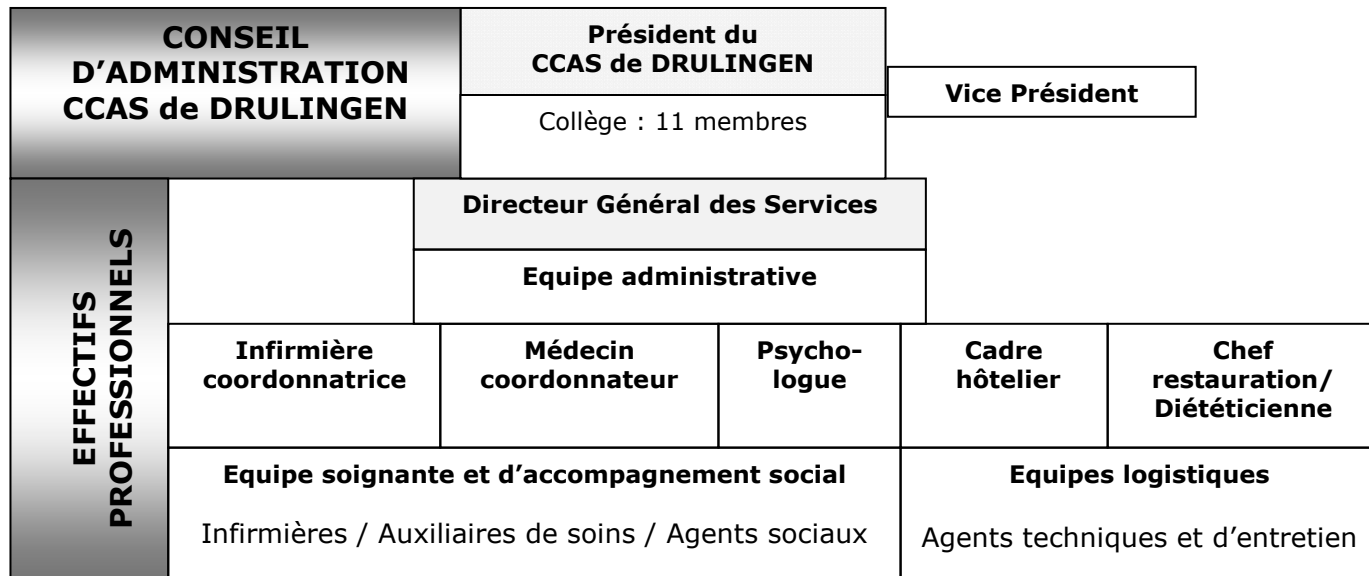 CONSEIL
D’ADMINISTRATION
CCAS de DRULINGEN
Président du
CCAS de DRULINGEN
Collège : 11 membres
Vice Président
EFFECTIFS
PROFESSIONNELS
Directeur Général des Services
Equipe administrative
Infirmière
coordonnatrice
Médecin
coordonnateur
Psycho-
logue
Cadre
hôtelier
Chef
restauration/
Diététicienne
Equipe soignante et d’accompagnement social
Infirmières / Auxiliaires de soins / Agents sociaux
Equipes logistiques
Agents techniques et d’entretien